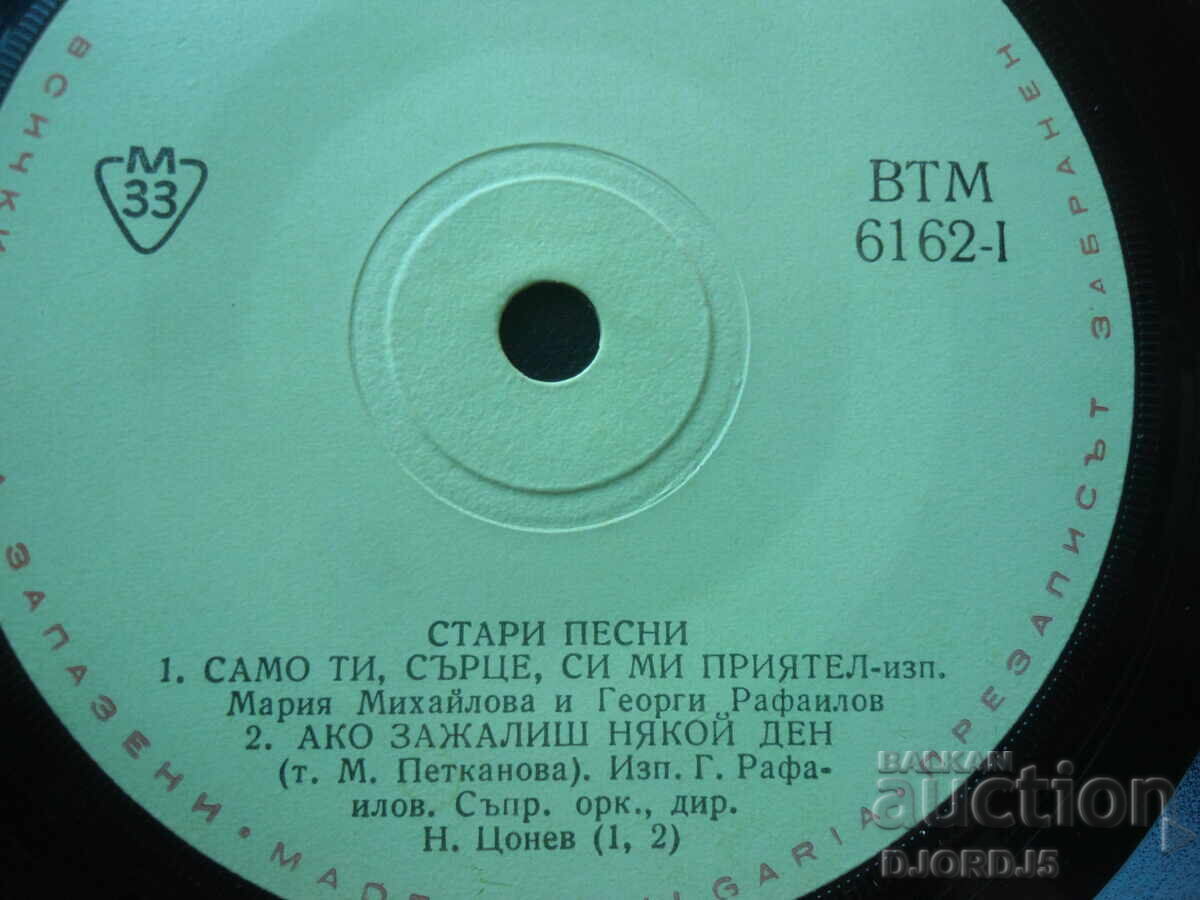 М
33
ВТМ
6162-I
СТАРИ ПЕСНИ
1. САМО ТИ, СЪРЦЕ, СИ МИ ПРИЯТЕЛ-изп.
Мария Михайлова и Георги Рафаилов
2. АКО ЗАЖАЛИШ НЯКОЙ ДЕН
(т. М. Петканова). Изп. Г. Рафа-
илов. Съпр. орк., дир.
Н. Цонев (1, 2)
ВСИЧКИ
ЗАПАЗЕНИ • MADE
ПРЕЗАПИСЪТ ЗАБРАНЕН
BALKAN
auction
DJORDJ5